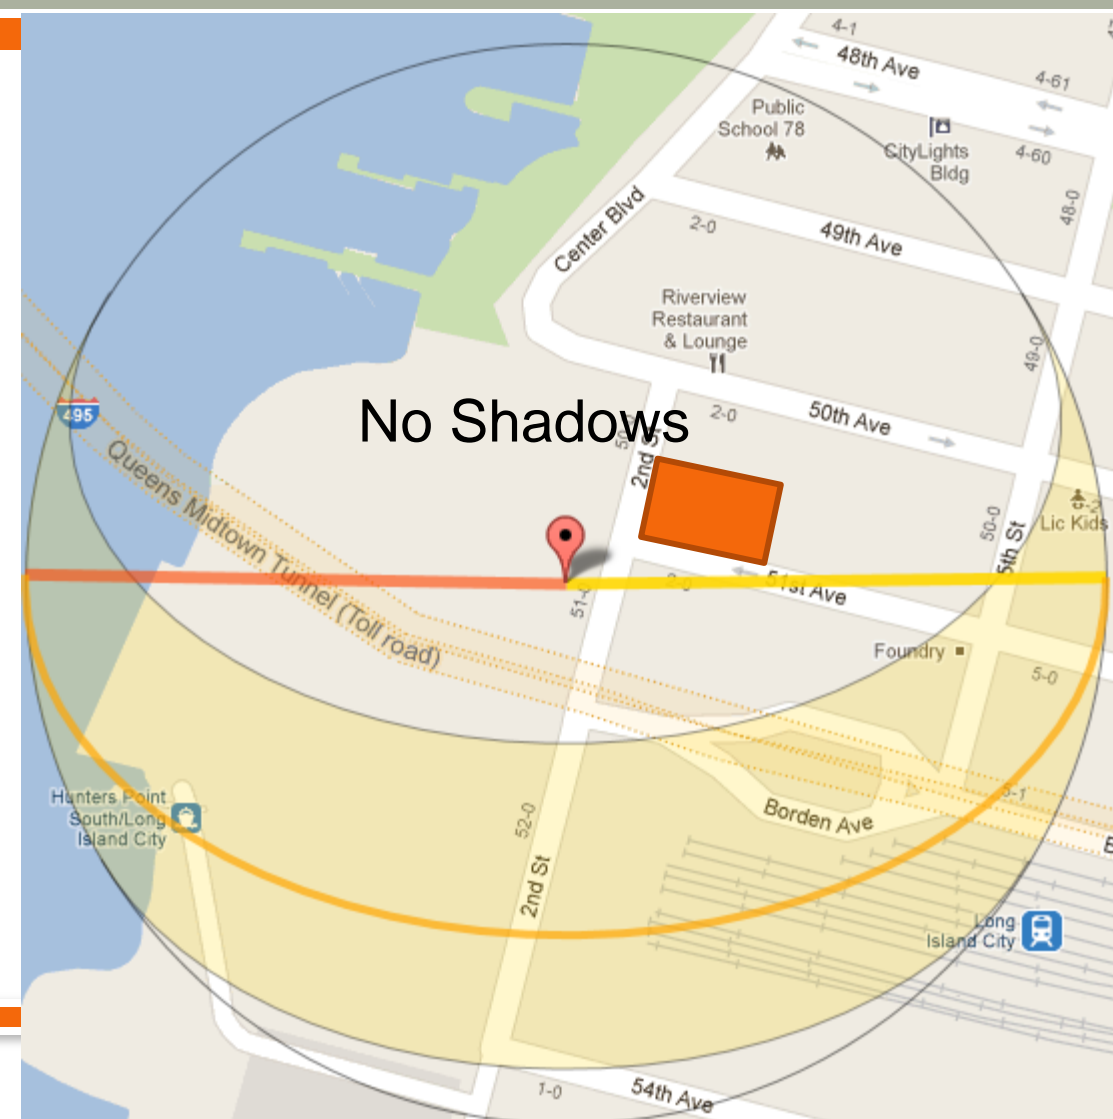 4-1
48th Ave
4-61
Public
School 78
CityLights
Bldg
4-60
48-0
Center Blvd
2-0
49th Ave
Riverview
Restaurant
& Lounge
49-0
495
No Shadows
2-0
50th Ave
2nd St
50-0
Lic Kids
5th St
Queens Midtown Tunnel (Toll road)
51st Ave
Foundry
5-0
Hunters Point
South/Long
Island City
52-0
Borden Ave
5-1
2nd St
Long
Island City
1-0
54th Ave